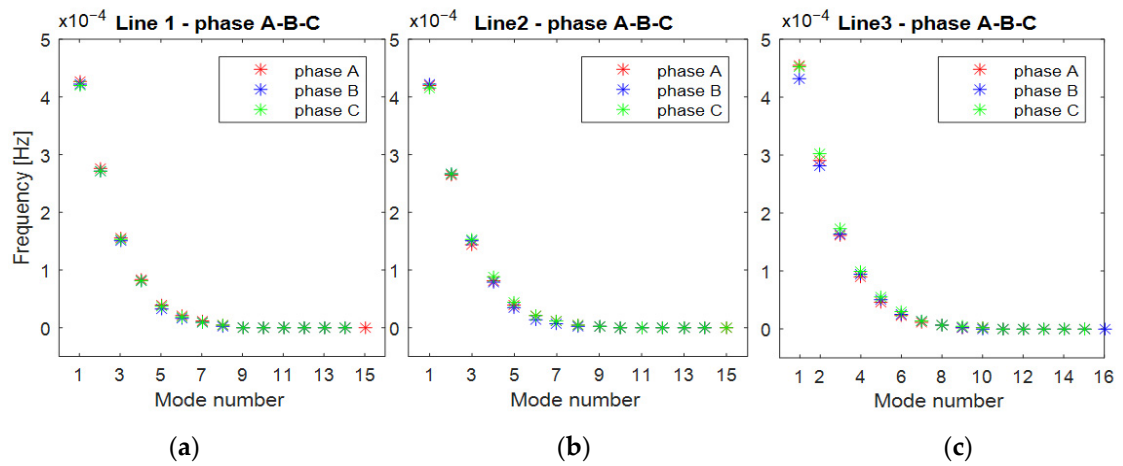 ×10⁻⁴ Line 1 - phase A-B-C
5
4
3
2
1
0
Frequency [Hz]
phase A
phase B
phase C
1 3 5 7 9 11 13 15
Mode number
(a)
×10⁻⁴ Line2 - phase A-B-C
5
4
3
2
1
0
phase A
phase B
phase C
1 3 5 7 9 11 13 15
Mode number
(b)
×10⁻⁴ Line3 - phase A-B-C
5
4
3
2
1
0
phase A
phase B
phase C
1 2 4 6 8 10 12 14 16
Mode number
(c)